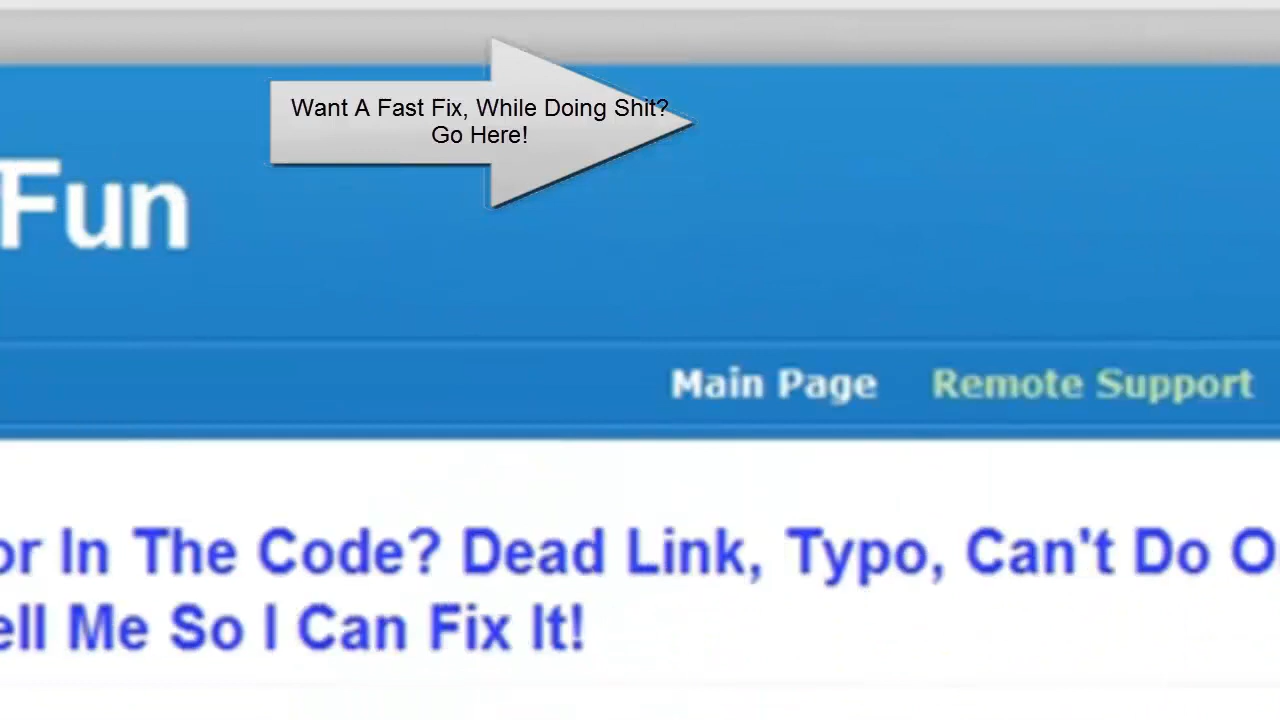 Want A Fast Fix, While Doing Shit?
Go Here!
Fun
Main Page Remote Support
or In The Code? Dead Link, Typo, Can't Do O
ell Me So I Can Fix It!